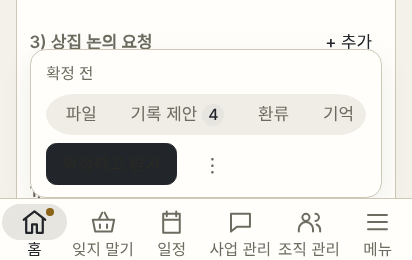 3) 상집 논의 요청
+ 추가
확정 전
파일 기록 제안 4 환류 기억
홈 잊지 말기 일정 사업 관리 조직 관리 메뉴